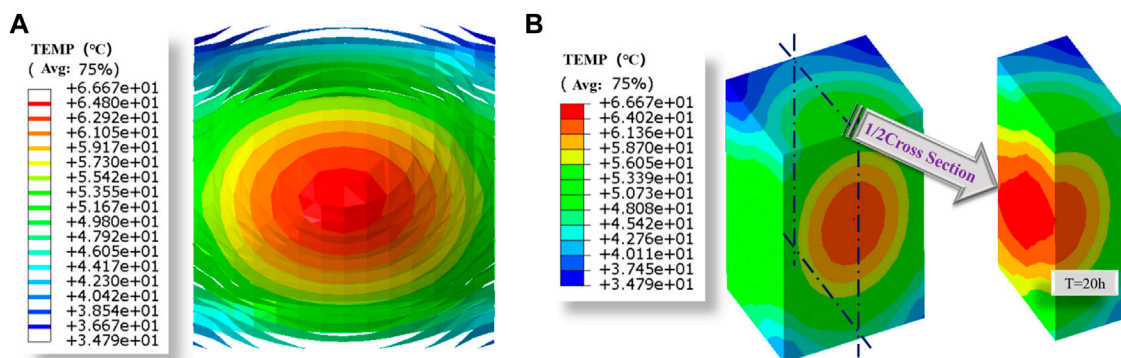 A
TEMP (℃)
( Avg: 75%)
+6.667e+01
+6.480e+01
+6.292e+01
+6.105e+01
+5.917e+01
+5.730e+01
+5.542e+01
+5.355e+01
+5.167e+01
+4.980e+01
+4.792e+01
+4.605e+01
+4.417e+01
+4.230e+01
+4.042e+01
+3.854e+01
+3.667e+01
+3.479e+01
B
TEMP (℃)
(Avg: 75%)
+6.667e+01
+6.402e+01
+6.136e+01
+5.870e+01
+5.605e+01
+5.339e+01
+5.073e+01
+4.808e+01
+4.542e+01
+4.276e+01
+4.011e+01
+3.745e+01
+3.479e+01
1/2Cross Section
T=20h